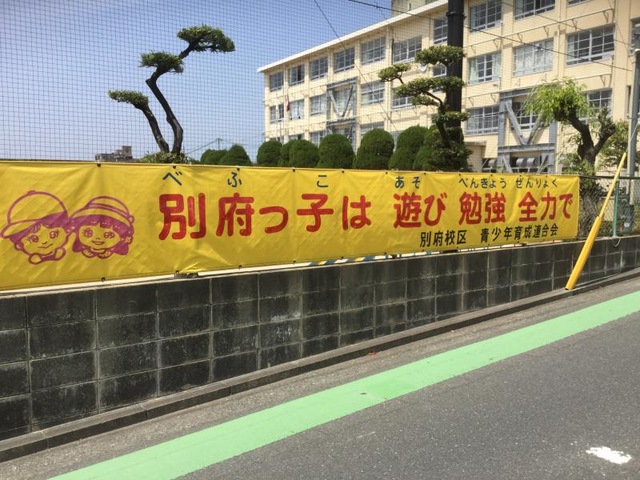 べふ こ あそ べんきょう ぜんりょく
別府っ子は 遊び 勉強 全力で
別府校区 青少年育成連合会